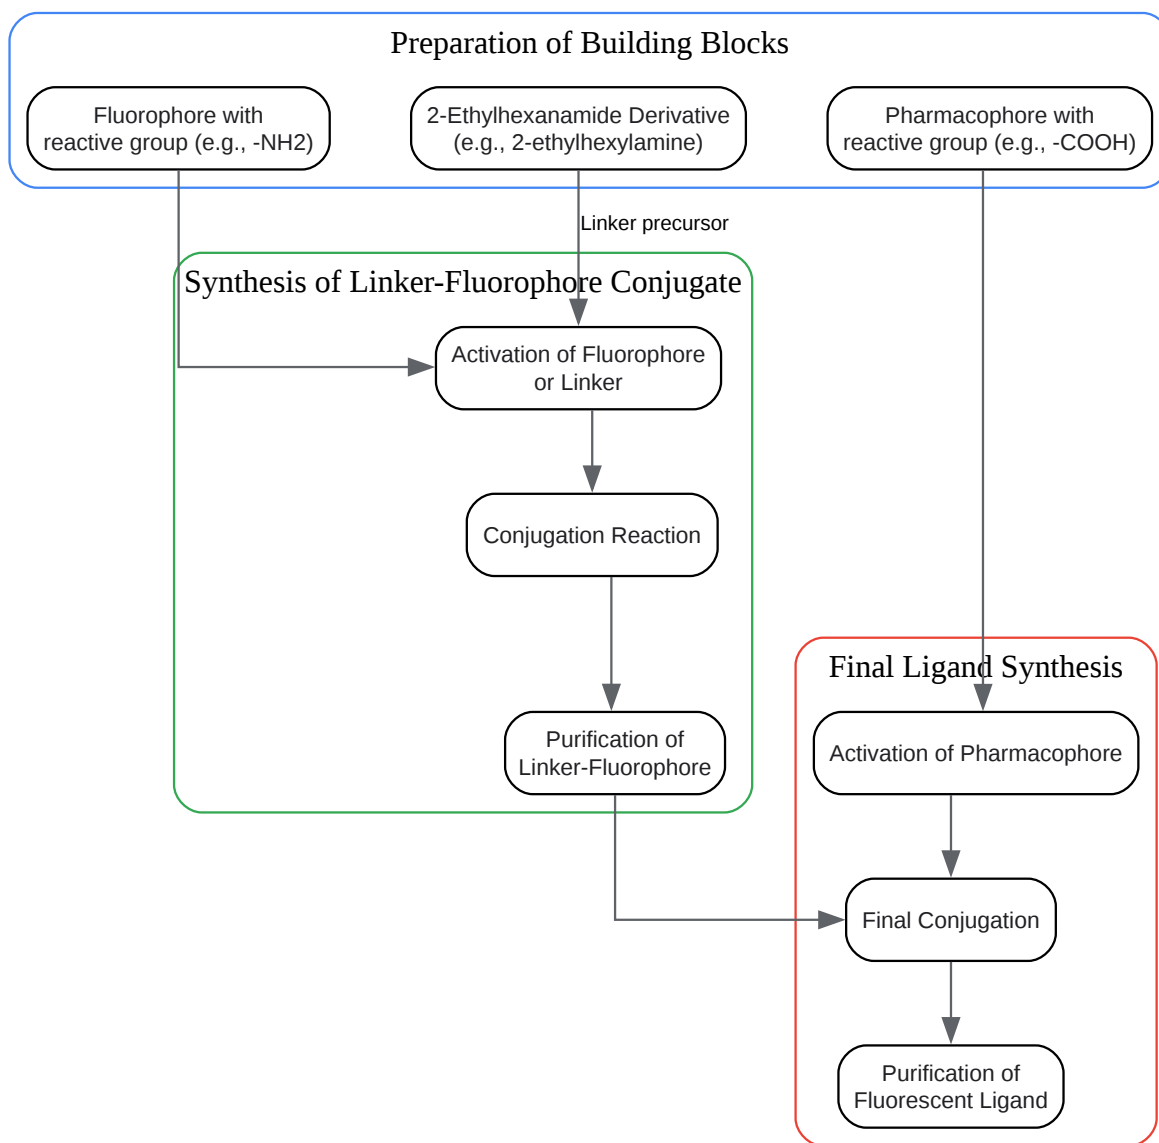 Preparation of Building Blocks
Fluorophore with
reactive group (e.g., -NH2)
2-Ethylhexanamide Derivative
(e.g., 2-ethylhexylamine)
Pharmacophore with
reactive group (e.g., -COOH)
Linker precursor
Synthesis of Linker-Fluorophore Conjugate
Activation of Fluorophore
or Linker
Conjugation Reaction
Purification of
Linker-Fluorophore
Final Ligand Synthesis
Activation of Pharmacophore
Final Conjugation
Purification of
Fluorescent Ligand